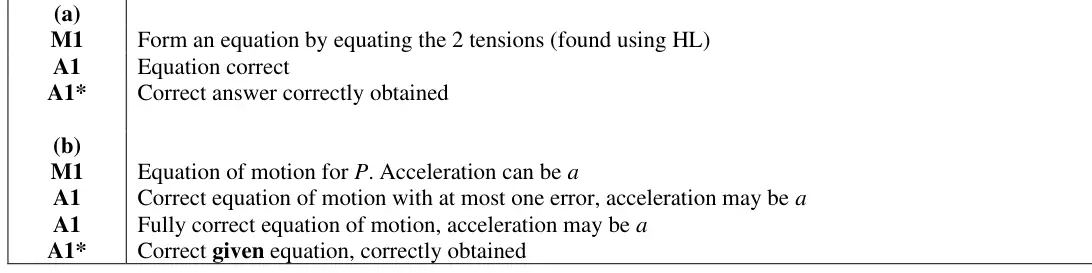 (a)
M1 Form an equation by equating the 2 tensions (found using HL)
A1 Equation correct
A1* Correct answer correctly obtained
(b)
M1 Equation of motion for P. Acceleration can be a
A1 Correct equation of motion with at most one error, acceleration may be a
A1 Fully correct equation of motion, acceleration may be a
A1* Correct given equation, correctly obtained